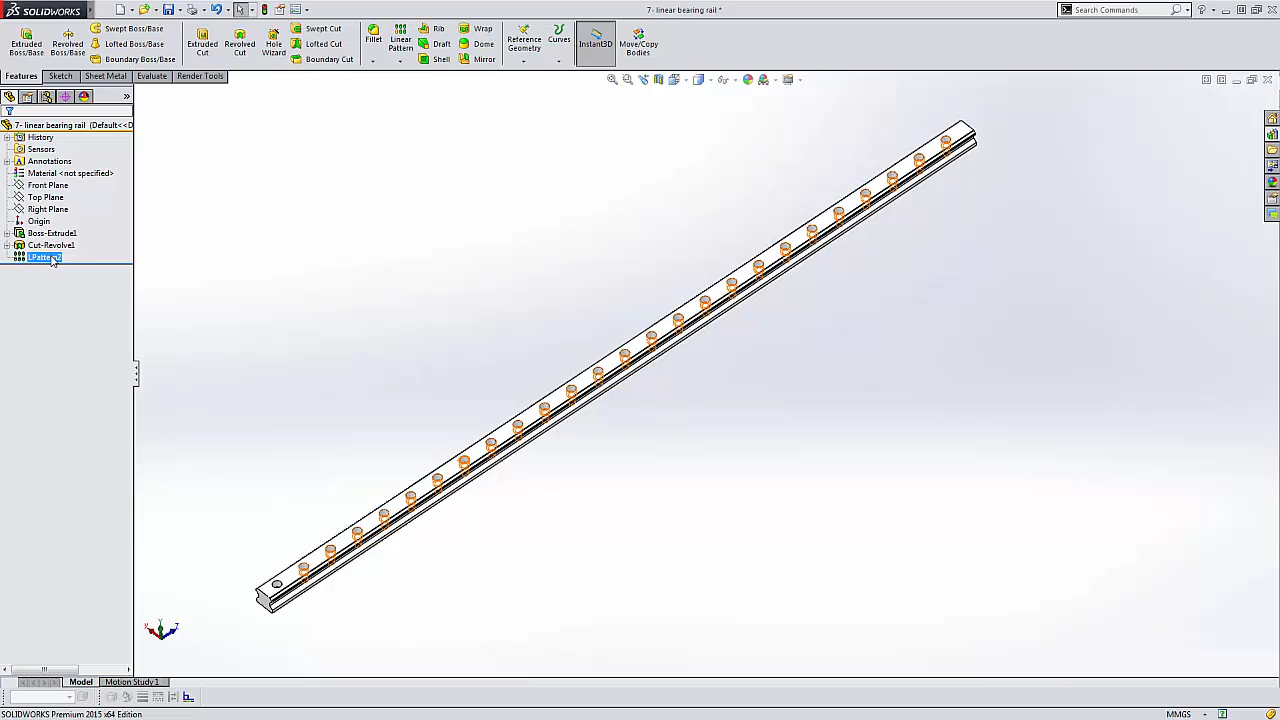 SOLIDWORKS
7- linear bearing rail *
Search Commands
Extruded Boss/Base
Revolved Boss/Base
Swept Boss/Base
Lofted Boss/Base
Boundary Boss/Base
Extruded Cut
Revolved Cut
Hole Wizard
Swept Cut
Lofted Cut
Boundary Cut
Fillet
Linear Pattern
Rib
Draft
Shell
Wrap
Dome
Mirror
Reference Geometry
Curves
Instant3D
Move/Copy Bodies
Features
Sketch
Sheet Metal
Evaluate
Render Tools
7- linear bearing rail (Default<<D
History
Sensors
Annotations
Material <not specified>
Front Plane
Top Plane
Right Plane
Origin
Boss-Extrude1
Cut-Revolve1
LPattern2
Y
X
Z
Model
Motion Study 1
SOLIDWORKS Premium 2015 x64 Edition
MMGS